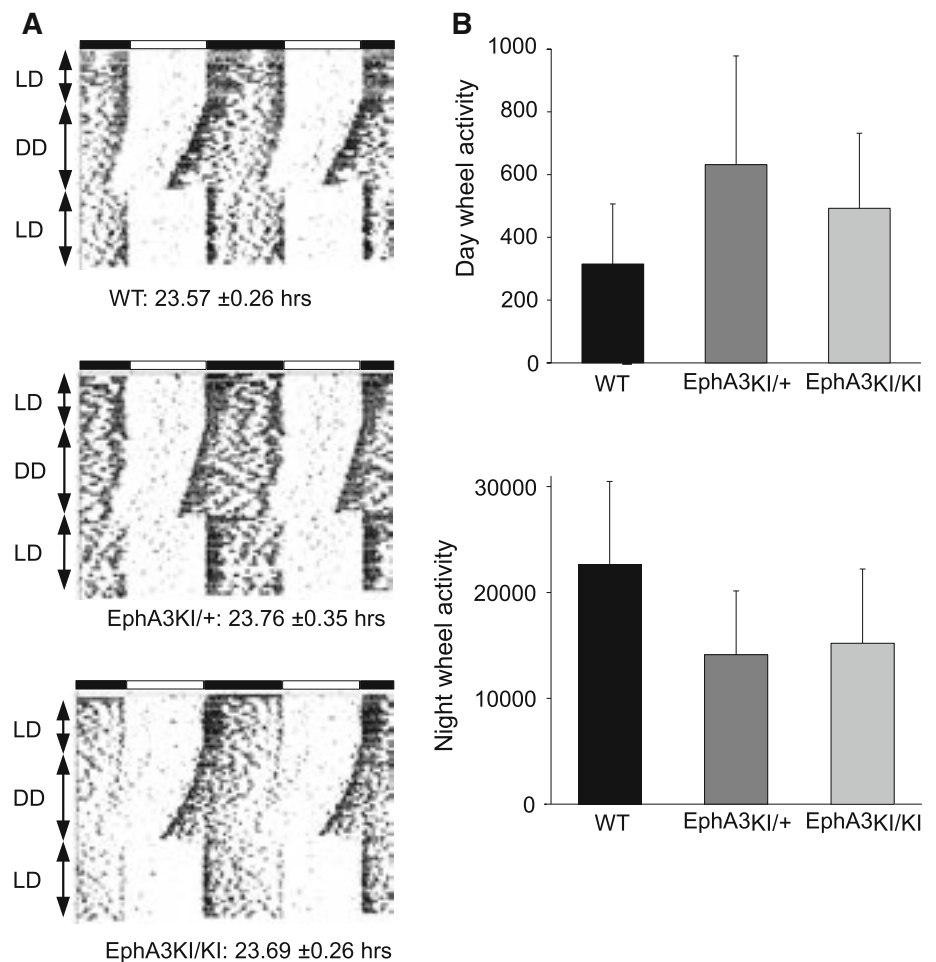 A
LD
DD
LD
WT: 23.57 ±0.26 hrs
LD
DD
LD
EphA3KI/+: 23.76 ±0.35 hrs
LD
DD
LD
EphA3KI/KI: 23.69 ±0.26 hrs
B
Day wheel activity
1000
800
600
400
200
0
WT EphA3KI/+ EphA3KI/KI
Night wheel activity
30000
20000
10000
0
WT EphA3KI/+ EphA3KI/KI